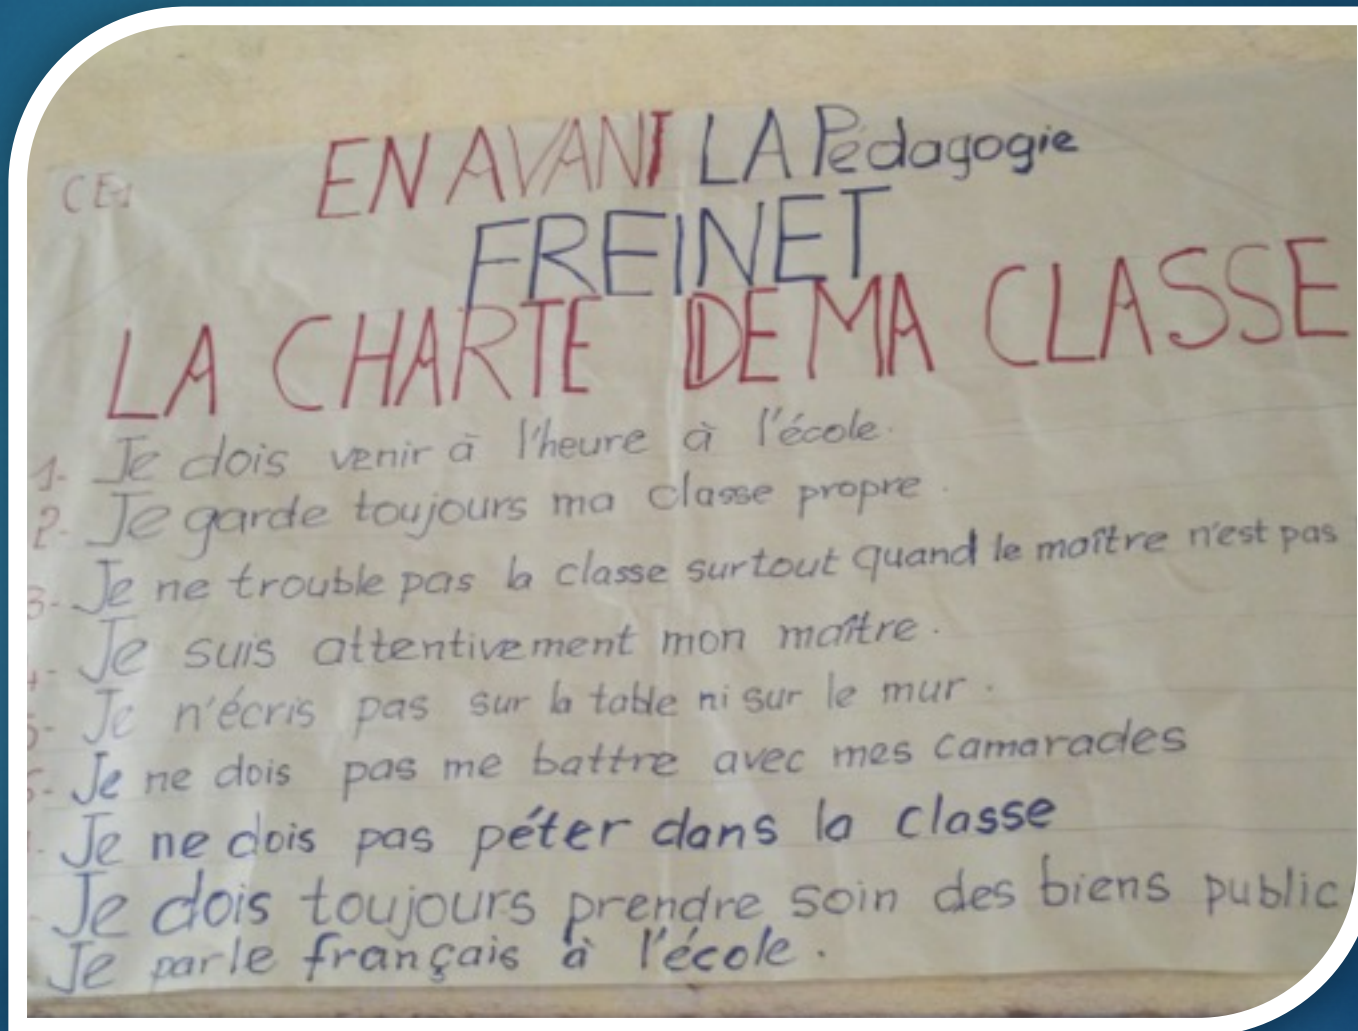 CE1
EN AVANT LA Pédagogie
FREINET
LA CHARTE DE MA CLASSE
1- Je dois venir à l'heure à l'école.
2- Je garde toujours ma classe propre.
3- Je ne trouble pas la classe surtout quand le maître n'est pas
4- Je suis attentivement mon maître.
5- Je n'écris pas sur la table ni sur le mur.
6- Je ne dois pas me battre avec mes camarades
Je ne dois pas péter dans la classe
Je dois toujours prendre soin des biens public
Je parle français à l'école.